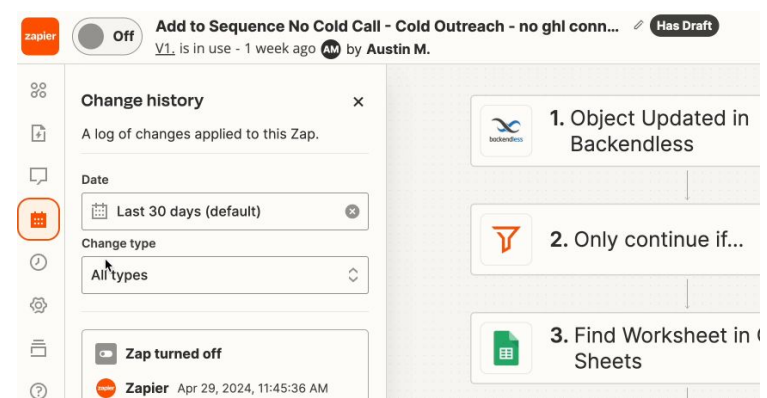 zapier
Off
Add to Sequence No Cold Call - Cold Outreach - no ghl conn...
Has Draft
V1. is in use - 1 week ago AM by Austin M.
Change history
A log of changes applied to this Zap.
Date
Last 30 days (default)
Change type
All types
Zap turned off
zapier
Zapier Apr 29, 2024, 11:45:36 AM
backendless
1. Object Updated in
Backendless
2. Only continue if...
3. Find Worksheet in
Sheets